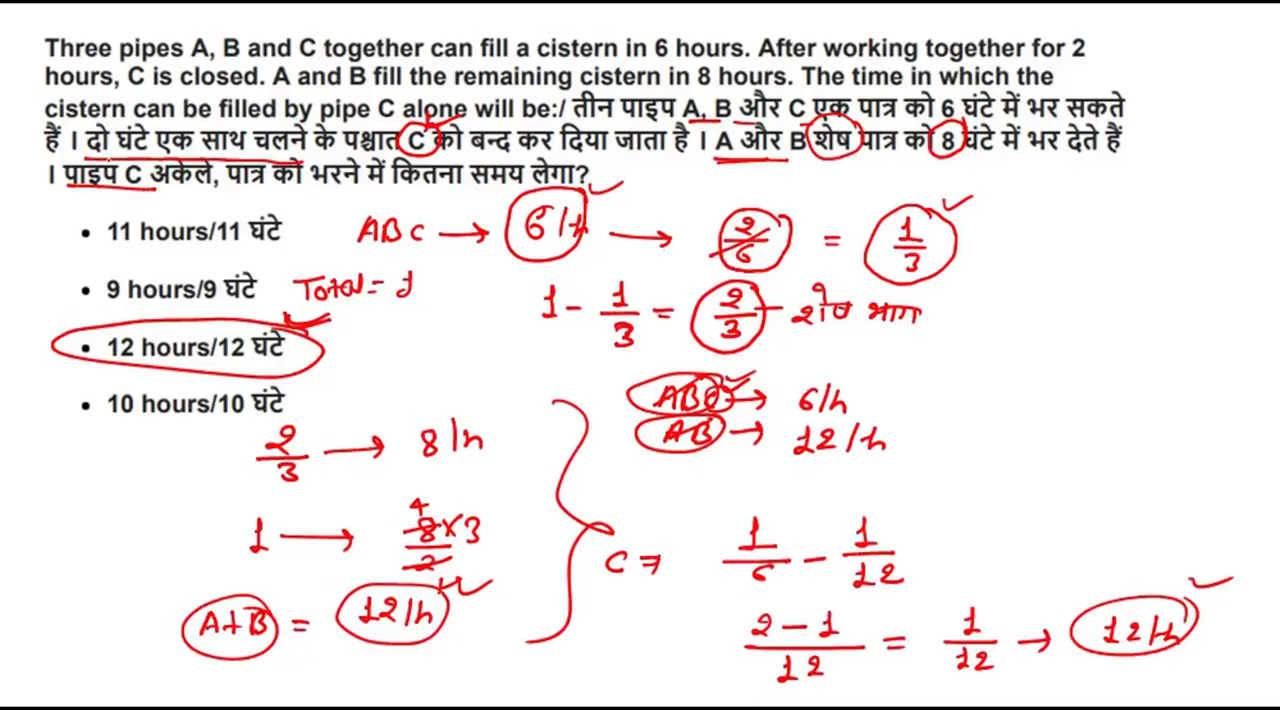 Three pipes A, B and C together can fill a cistern in 6 hours. After working together for 2
hours, C is closed. A and B fill the remaining cistern in 8 hours. The time in which the
cistern can be filled by pipe C alone will be:/ तीन पाइप A, B और C एक पात्र को 6 घंटे में भर सकते
हैं । दो घंटे एक साथ चलने के पश्चात C को बन्द कर दिया जाता है । A और B शेष पात्र को 8 घंटे में भर देते हैं
। पाइप C अकेले, पात्र को भरने में कितना समय लेगा?
• 11 hours/11 घंटे
ABC → 6/h → 2/6 = 1/3
• 9 hours/9 घंटे
Total = 1
1 - 1/3 = 2/3 - शेष भाग
• 12 hours/12 घंटे
• 10 hours/10 घंटे
ABC → 6/h
AB → 12/h
2/3 → 8/h
1 → 8×3/2
4
A+B = 12/h
C ⇒ 1/6 - 1/12
2-1/12 = 1/12 → 12/h